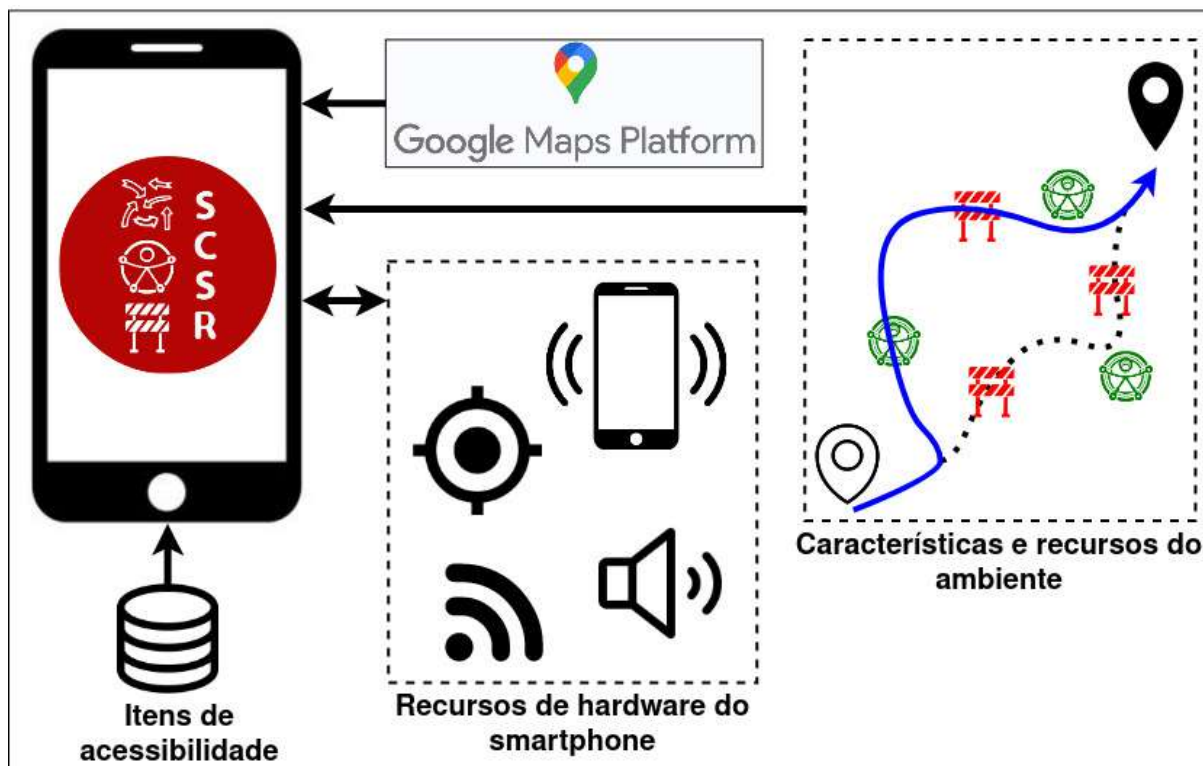 Google Maps Platform
S
C
S
R
Características e recursos do
ambiente
Recursos de hardware do
smartphone
Itens de
acessibilidade